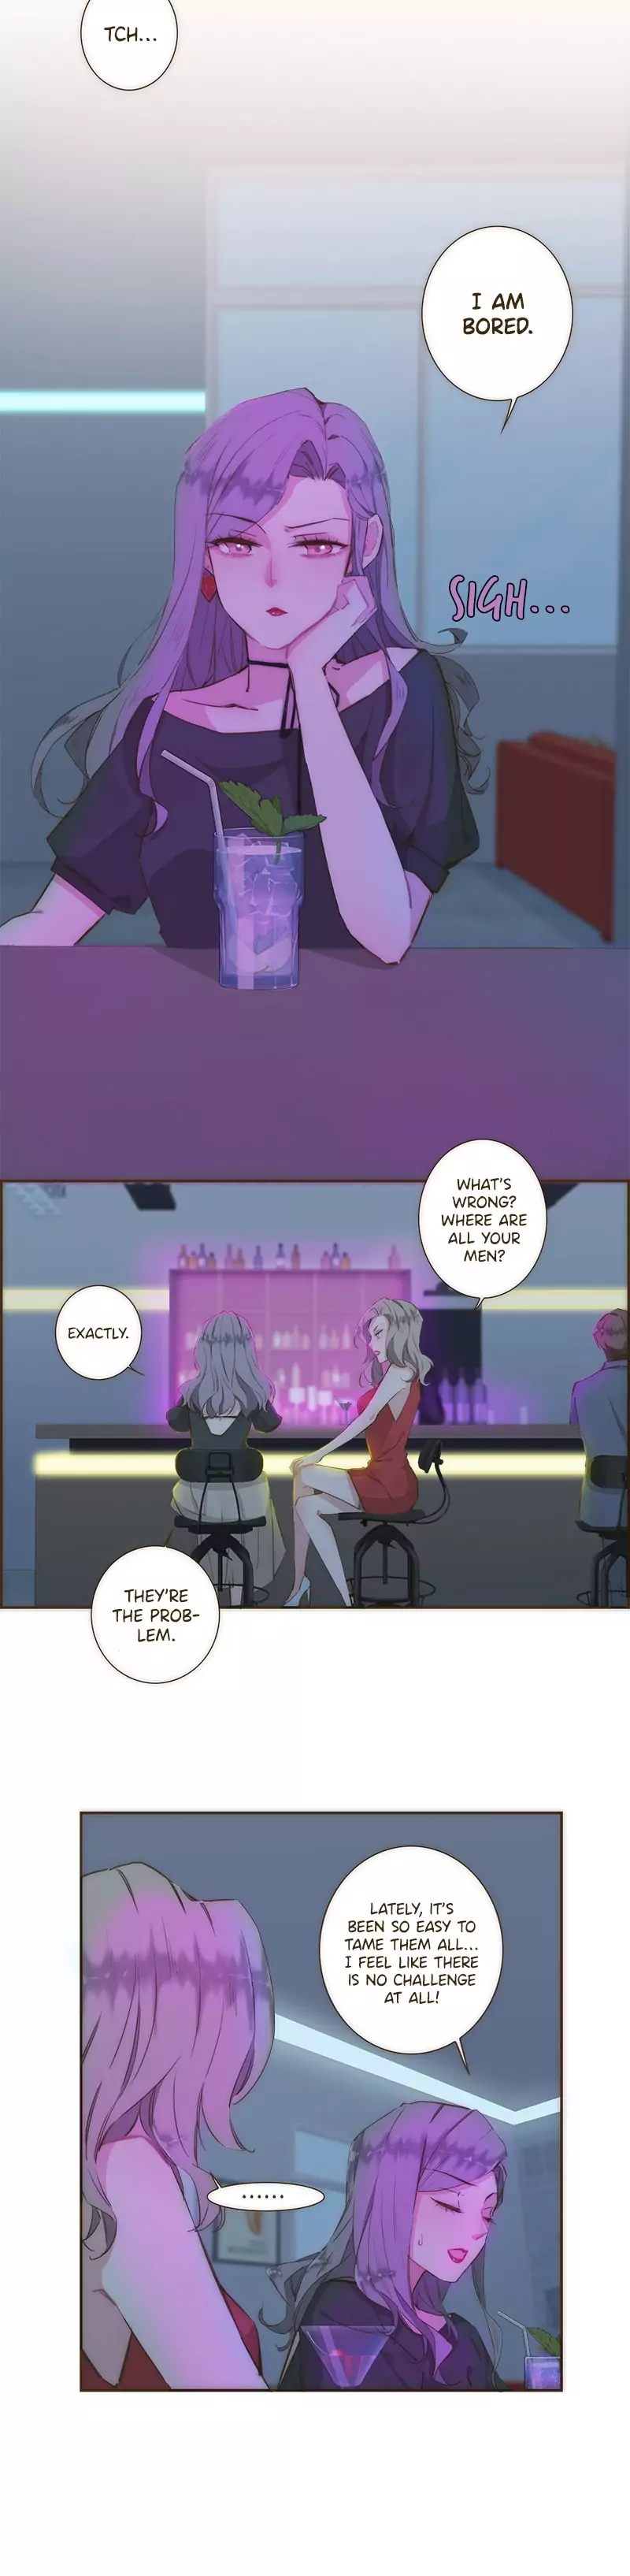 TCH...
I AM
BORED.
SIGH...
WHAT'S
WRONG?
WHERE ARE
ALL YOUR
MEN?
EXACTLY.
THEY'RE
THE PROB-
LEM.
LATELY, IT'S
BEEN SO EASY TO
TAME THEM ALL...
I FEEL LIKE THERE
IS NO CHALLENGE
AT ALL!
......